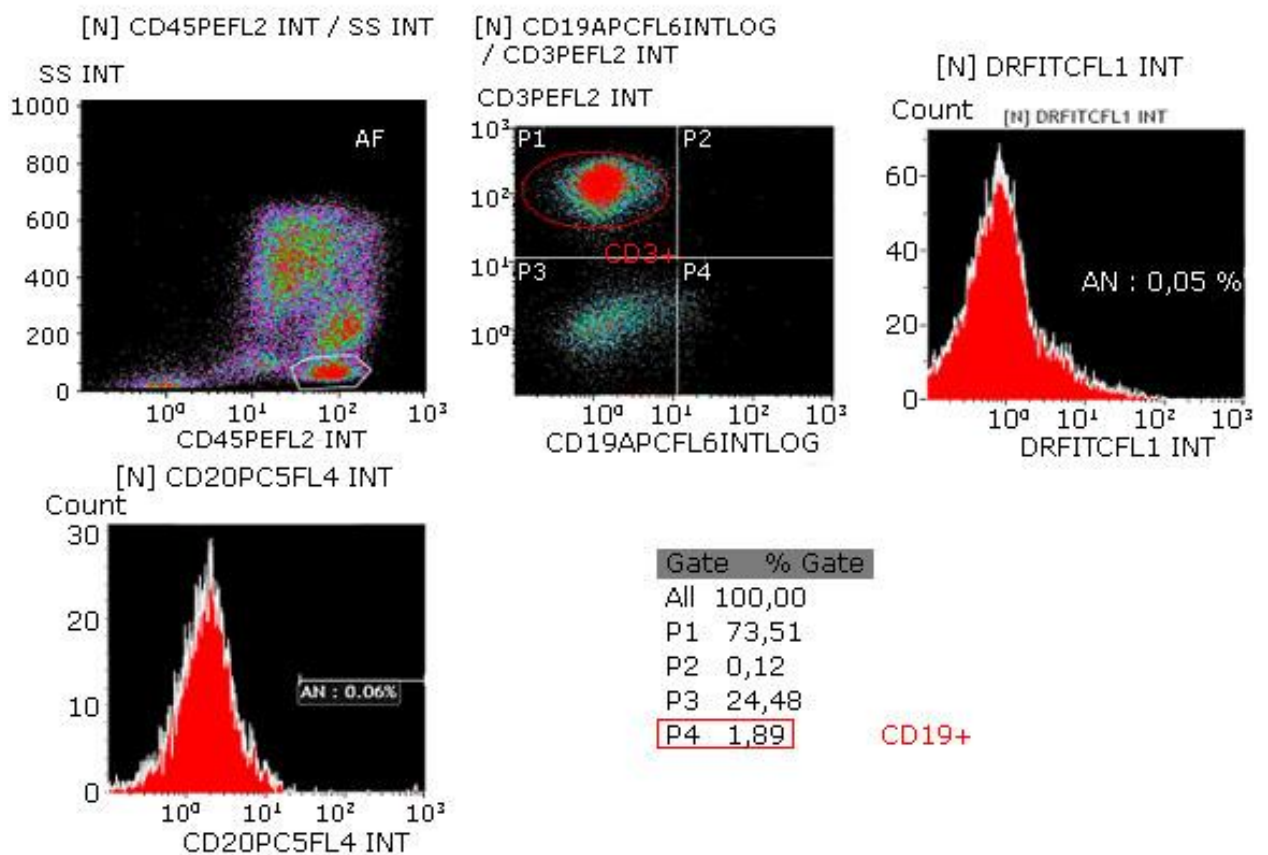 [N] CD45PEFL2 INT / SS INT
SS INT
1000
800
600
400
200
0
AF
10⁰ 10¹ 10² 10³
CD45PEFL2 INT
[N] CD19APCFL6INTLOG
/ CD3PEFL2 INT
CD3PEFL2 INT
10³
10²
10¹
10⁰
P1 P2
CD3+
P3 P4
10⁰ 10¹ 10² 10³
CD19APCFL6INTLOG
[N] DRFITCFL1 INT
Count
[N] DRFITCFL1 INT
60
40
20
0
AN : 0,05 %
10⁰ 10¹ 10² 10³
DRFITCFL1 INT
[N] CD20PC5FL4 INT
Count
30
20
10
0
AN : 0.06%
10⁰ 10¹ 10² 10³
CD20PC5FL4 INT
Gate % Gate
All 100,00
P1 73,51
P2 0,12
P3 24,48
P4 1,89 CD19+